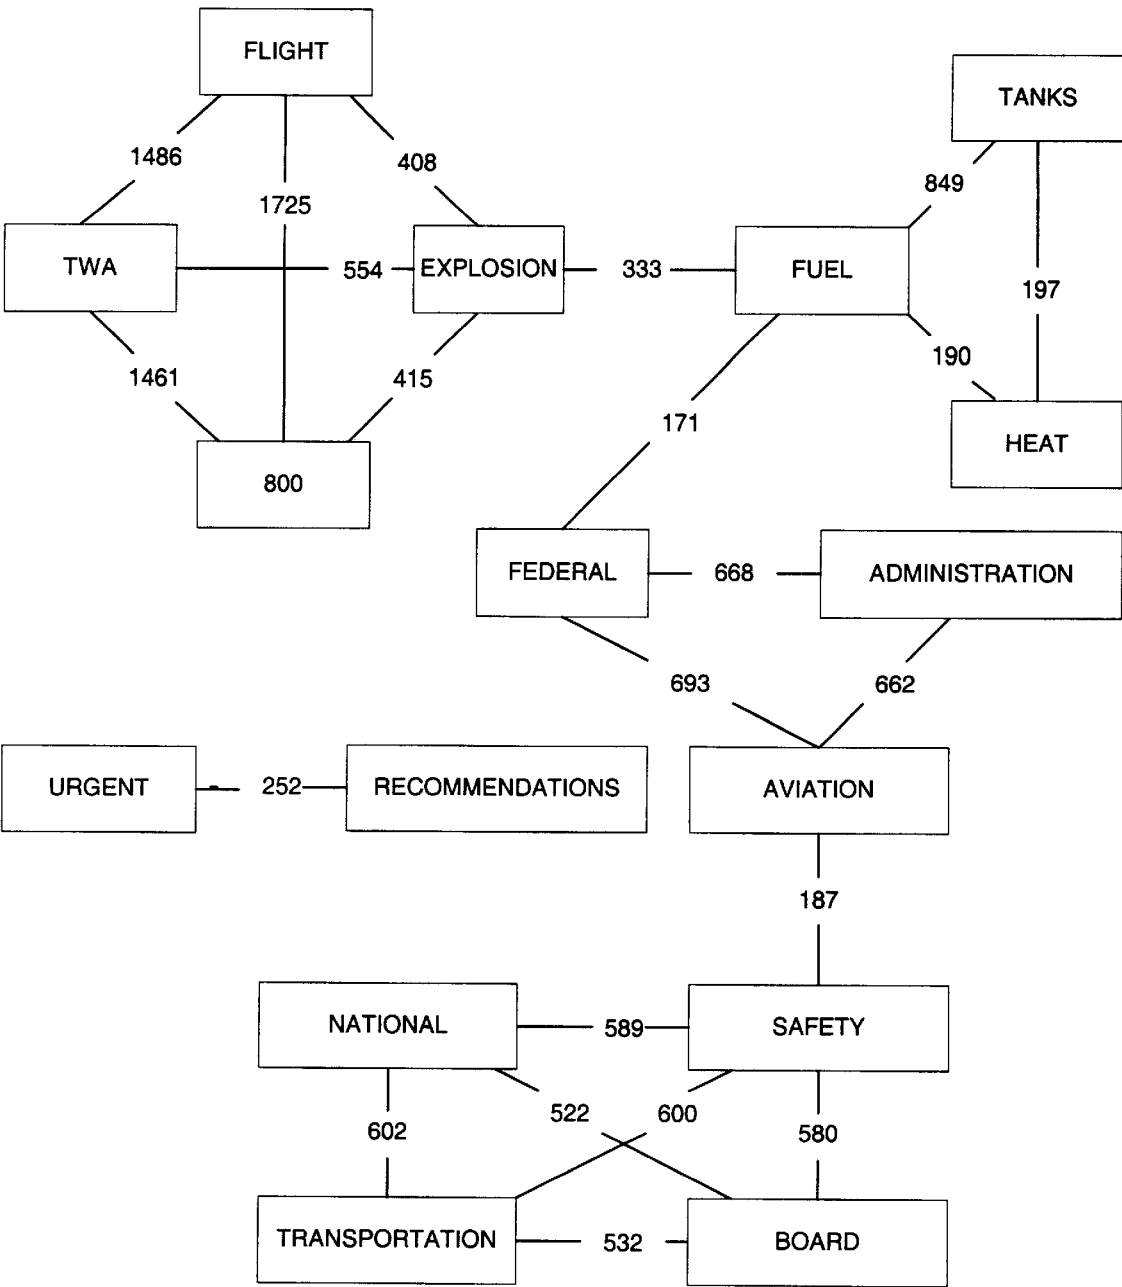 FLIGHT
TANKS
1486
408
849
1725
TWA
554
EXPLOSION
333
FUEL
197
190
1461
415
171
HEAT
800
FEDERAL
668
ADMINISTRATION
693
662
URGENT
252
RECOMMENDATIONS
AVIATION
187
NATIONAL
589
SAFETY
522
600
602
580
TRANSPORTATION
532
BOARD